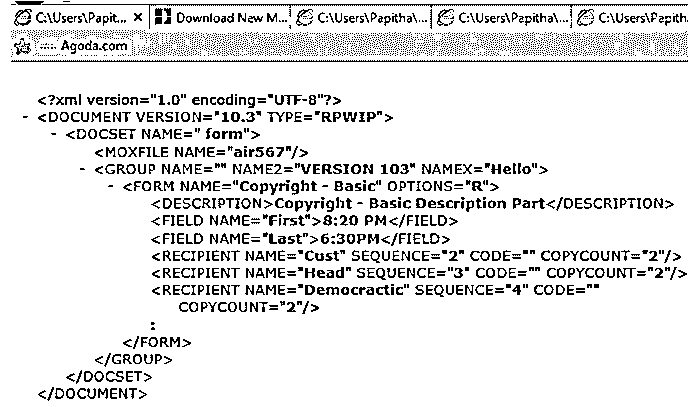 C:\Users\Papit... × Download New M... C:\Users\Papitha\... C:\Users\Papitha\... C:\Users\Papith
Agoda.com
<?xml version="1.0" encoding="UTF-8"?>
- <DOCUMENT VERSION="10.3" TYPE="RPWIP">
- <DOCSET NAME=" form">
<MOXFILE NAME="air567"/>
- <GROUP NAME="" NAME2="VERSION 103" NAMEX="Hello">
- <FORM NAME="Copyright - Basic" OPTIONS="R">
<DESCRIPTION>Copyright - Basic Description Part</DESCRIPTION>
<FIELD NAME="First">8:20 PM</FIELD>
<FIELD NAME="Last">6:30PM</FIELD>
<RECIPIENT NAME="Cust" SEQUENCE="2" CODE="" COPYCOUNT="2"/>
<RECIPIENT NAME="Head" SEQUENCE="3" CODE="" COPYCOUNT="2"/>
<RECIPIENT NAME="Democractic" SEQUENCE="4" CODE=""
COPYCOUNT="2"/>
:
</FORM>
</GROUP>
</DOCSET>
</DOCUMENT>